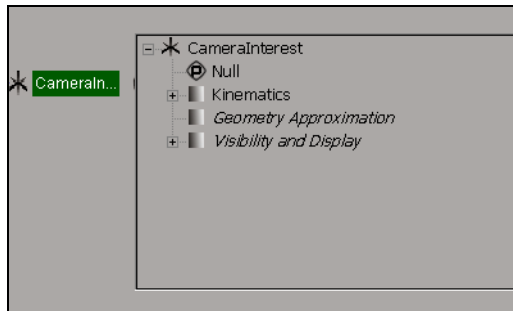 CameraInterest
Null
CameraIn...
Kinematics
Geometry Approximation
Visibility and Display